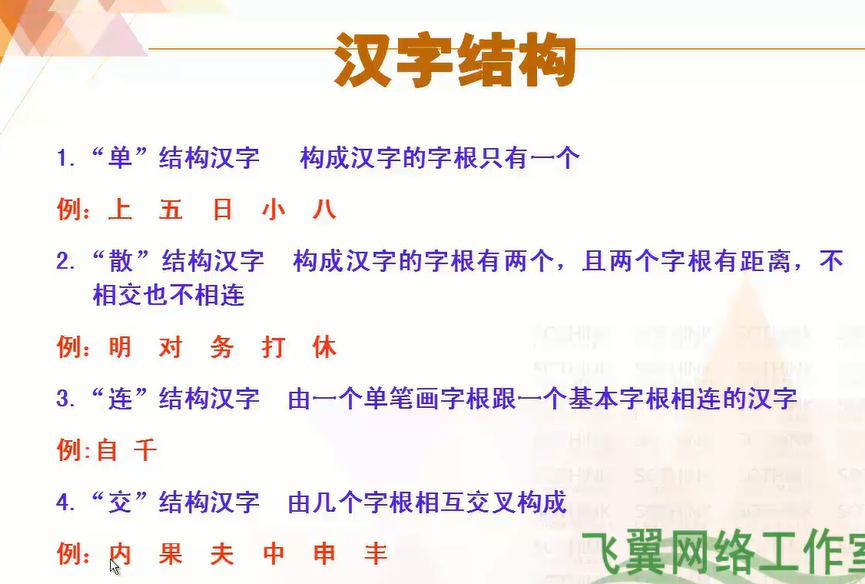 汉字结构
1.“单”结构汉字 构成汉字的字根只有一个
例：上 五 日 小 八
2.“散”结构汉字 构成汉字的字根有两个，且两个字根有距离，不
相交也不相连
例：明 对 务 打 休
3.“连”结构汉字 由一个单笔画字根跟一个基本字根相连的汉字
例:自 千
4.“交”结构汉字 由几个字根相互交叉构成
例：内 果 夫 中 申 丰
飞翼网络工作室